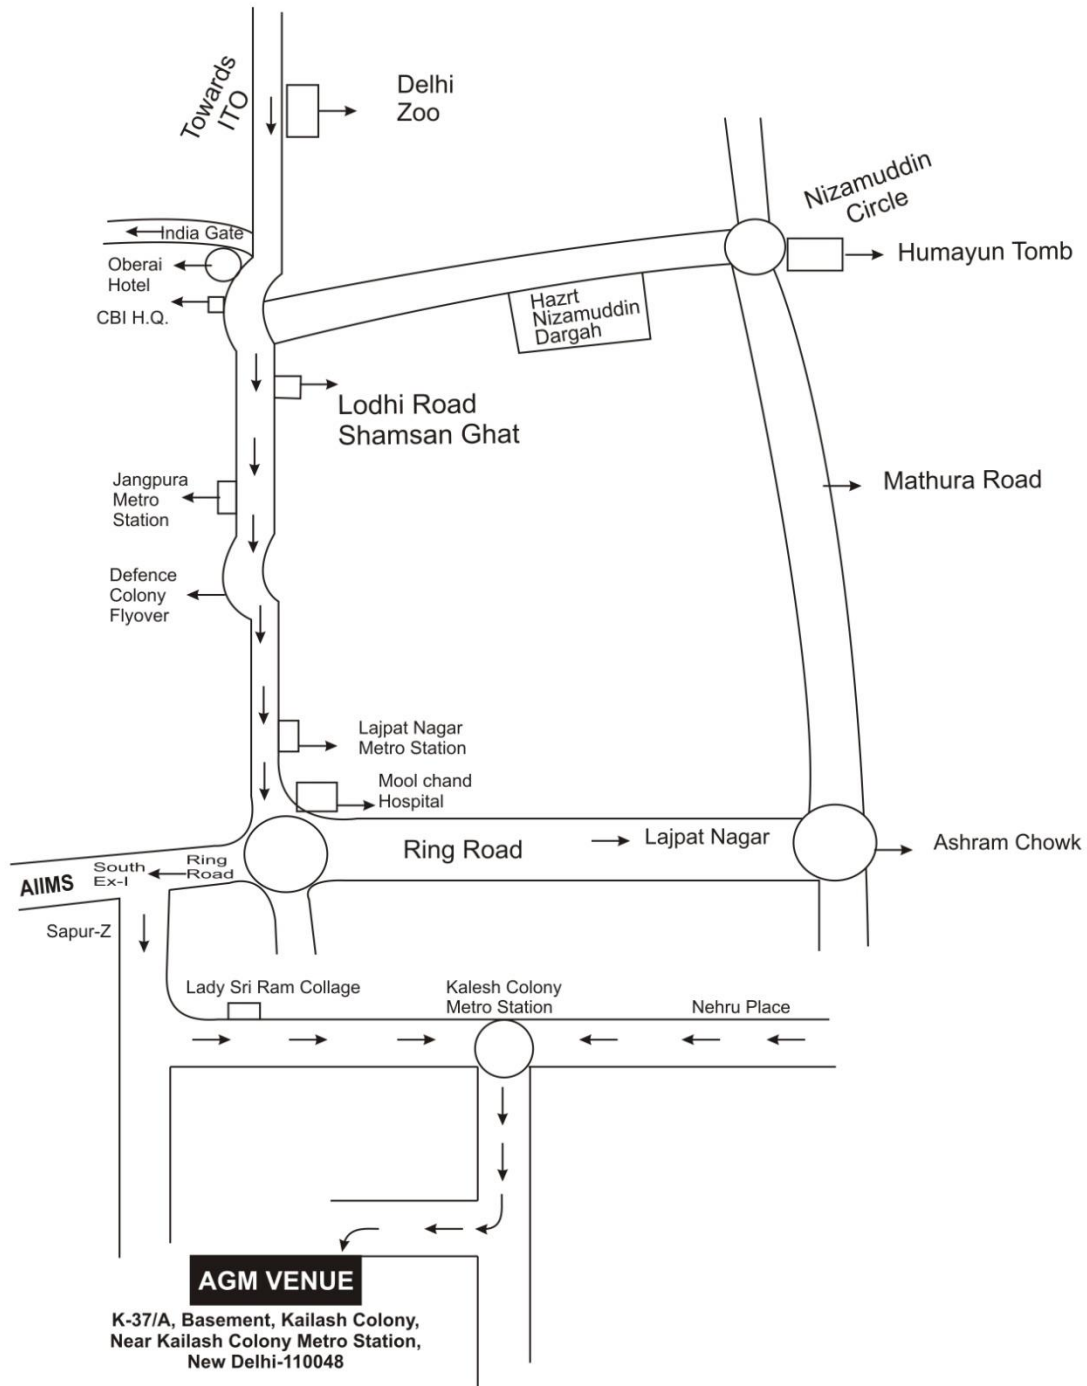 Towards
ITO
Delhi
Zoo
Nizamuddin
Circle
India Gate
Humayun Tomb
Oberai
Hotel
CBI H.Q.
Hazrt
Nizamuddin
Dargah
Lodhi Road
Shamsan Ghat
Jangpura
Metro
Station
Mathura Road
Defence
Colony
Flyover
Lajpat Nagar
Metro Station
Mool chand
Hospital
Ring Road
Lajpat Nagar
Ashram Chowk
Ring
Road
South
Ex-I
AIIMS
Sapur-Z
Lady Sri Ram Collage
Kalesh Colony
Metro Station
Nehru Place
AGM VENUE
K-37/A, Basement, Kailash Colony,
Near Kailash Colony Metro Station,
New Delhi-110048